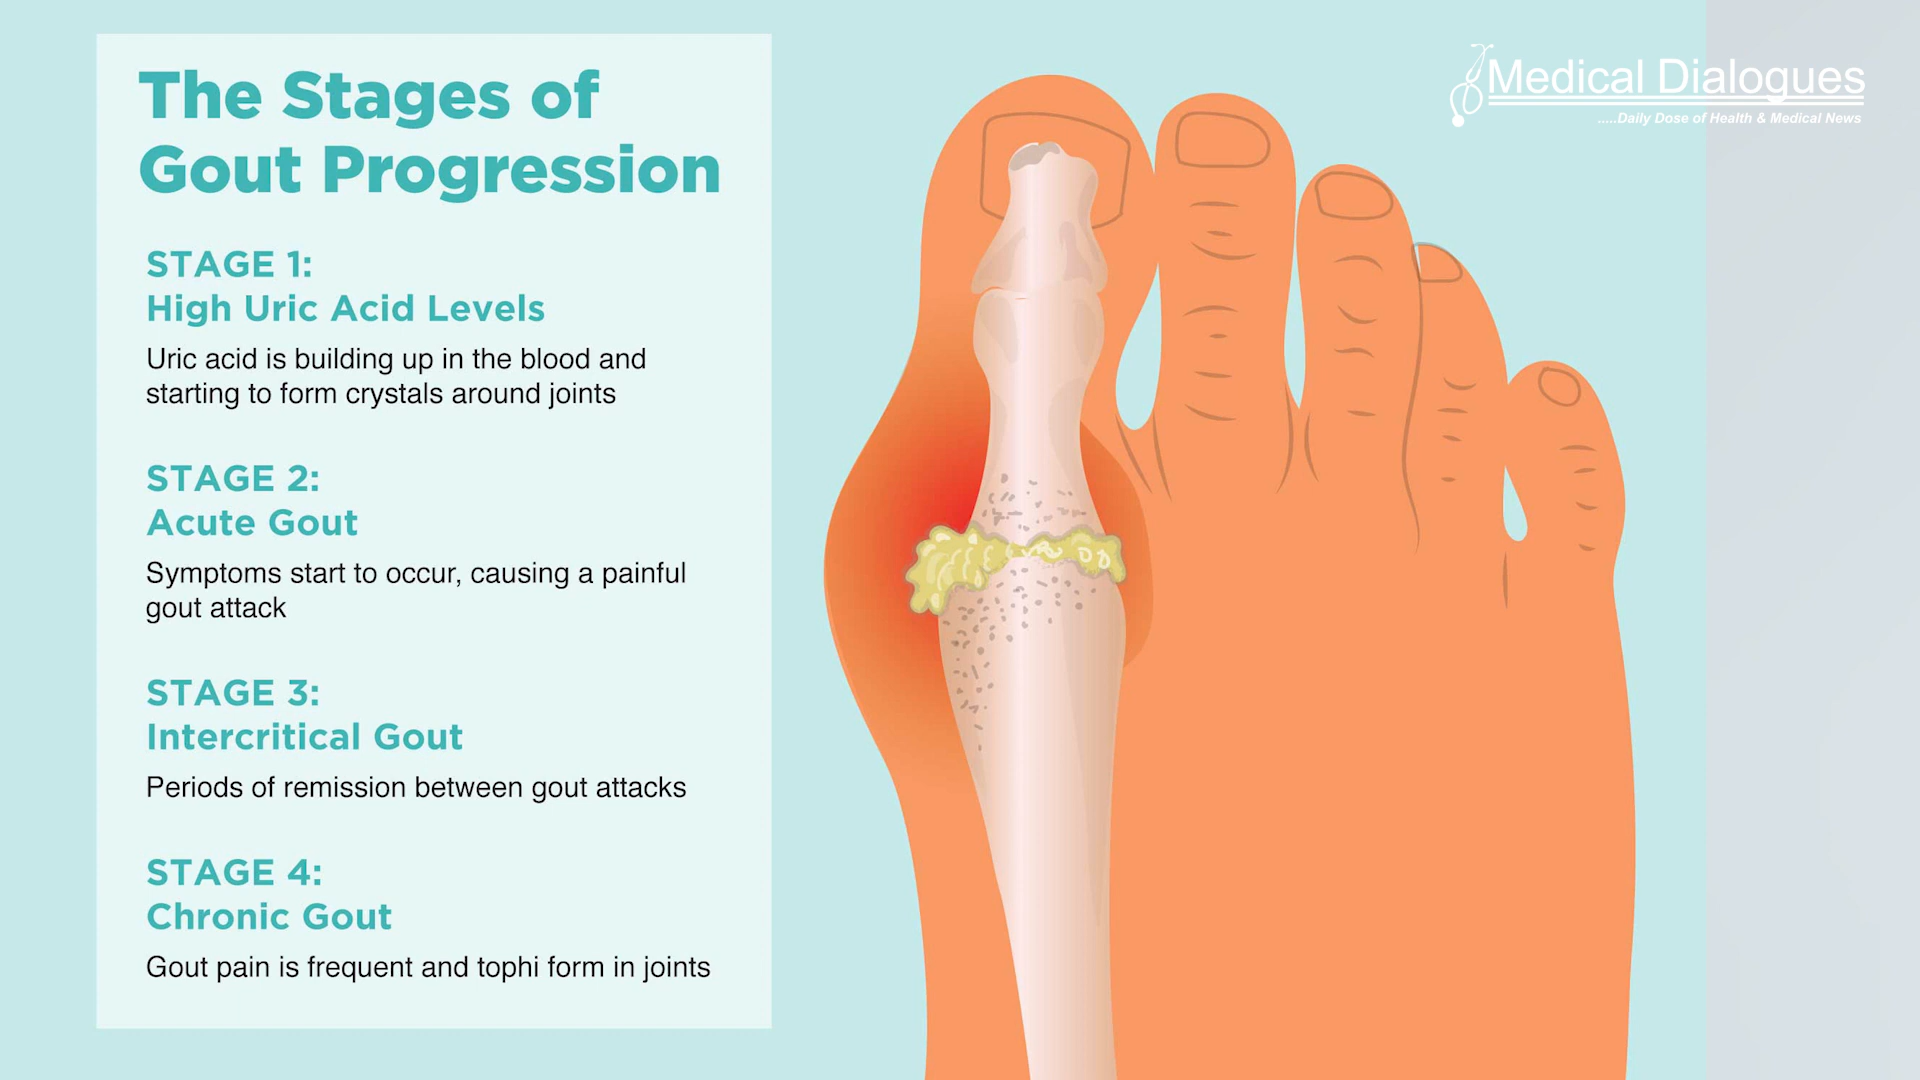 The Stages of
Gout Progression
STAGE 1:
High Uric Acid Levels
Uric acid is building up in the blood and
starting to form crystals around joints
STAGE 2:
Acute Gout
Symptoms start to occur, causing a painful
gout attack
STAGE 3:
Intercritical Gout
Periods of remission between gout attacks
STAGE 4:
Chronic Gout
Gout pain is frequent and tophi form in joints
Medical Dialogues
.....Daily Dose of Health & Medical News